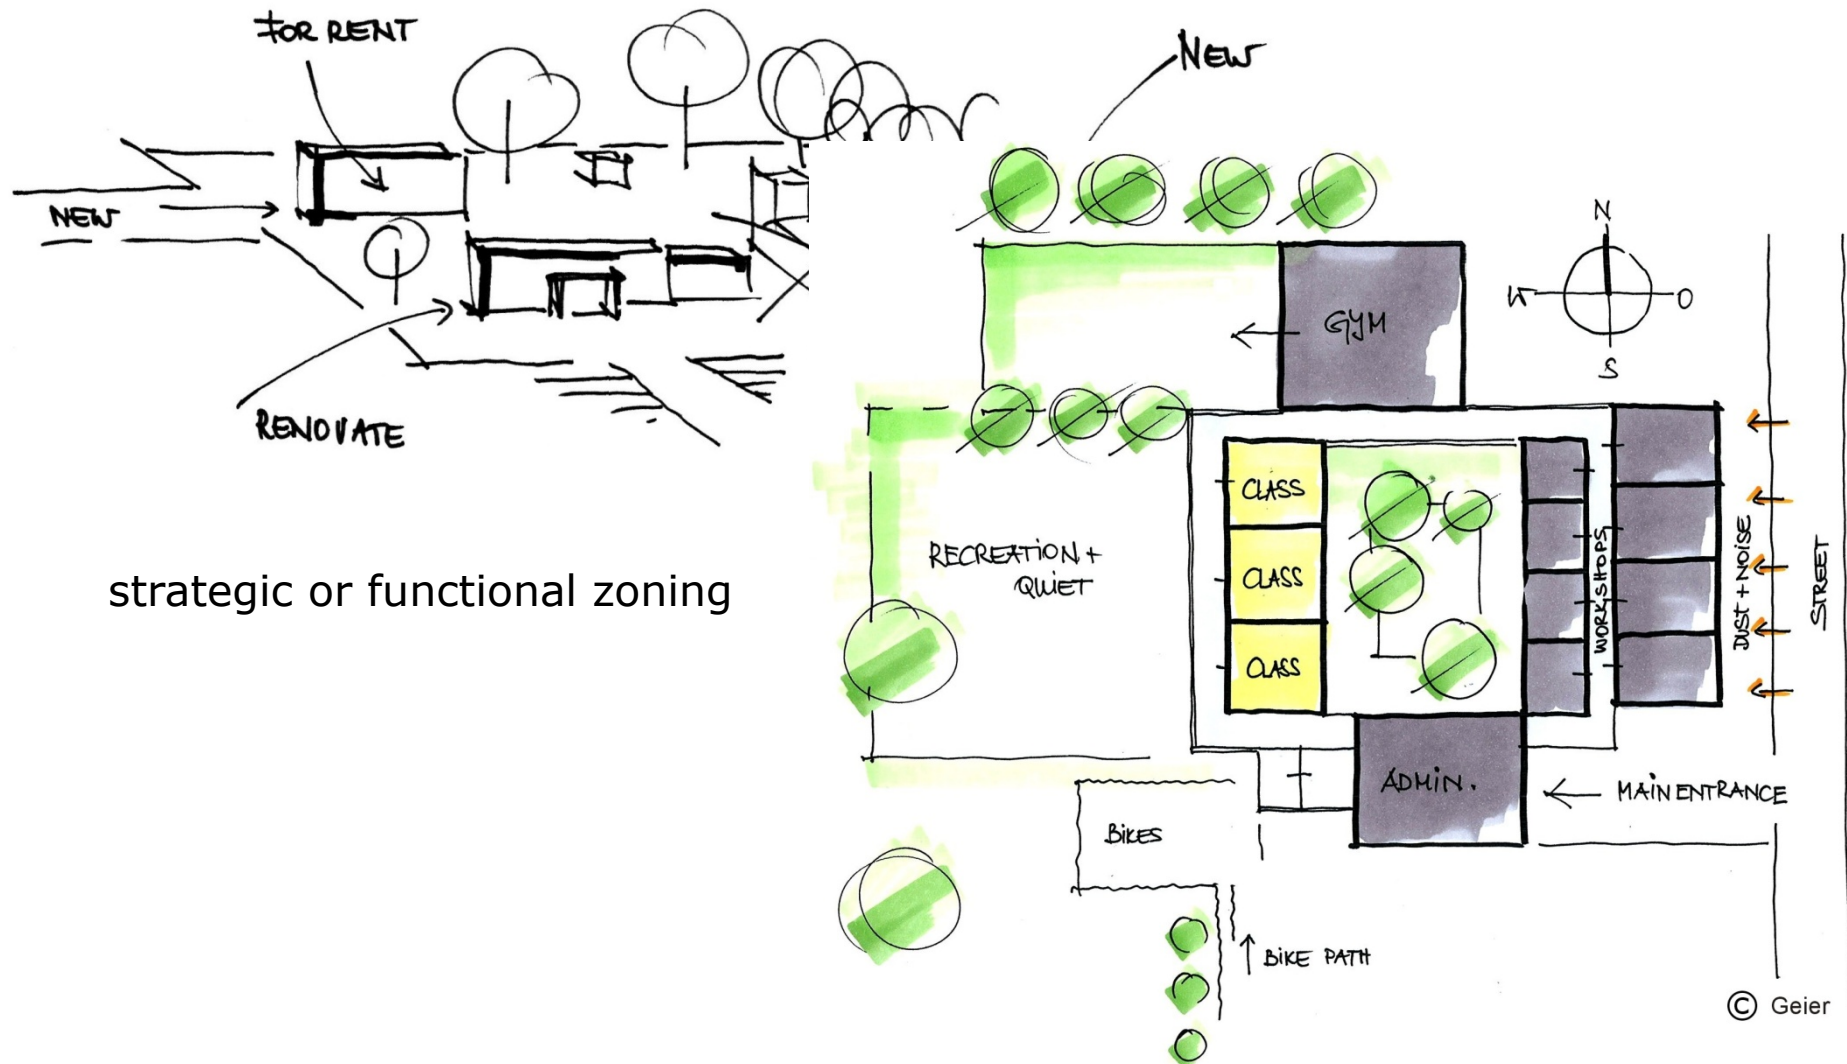 FOR RENT
NEW
NEW
RENOVATE
strategic or functional zoning
N
W
O
S
GYM
CLASS
CLASS
CLASS
RECREATION +
QUIET
WORKSHOPS
DUST + NOISE
STREET
ADMIN.
MAIN ENTRANCE
BIKES
BIKE PATH
© Geier